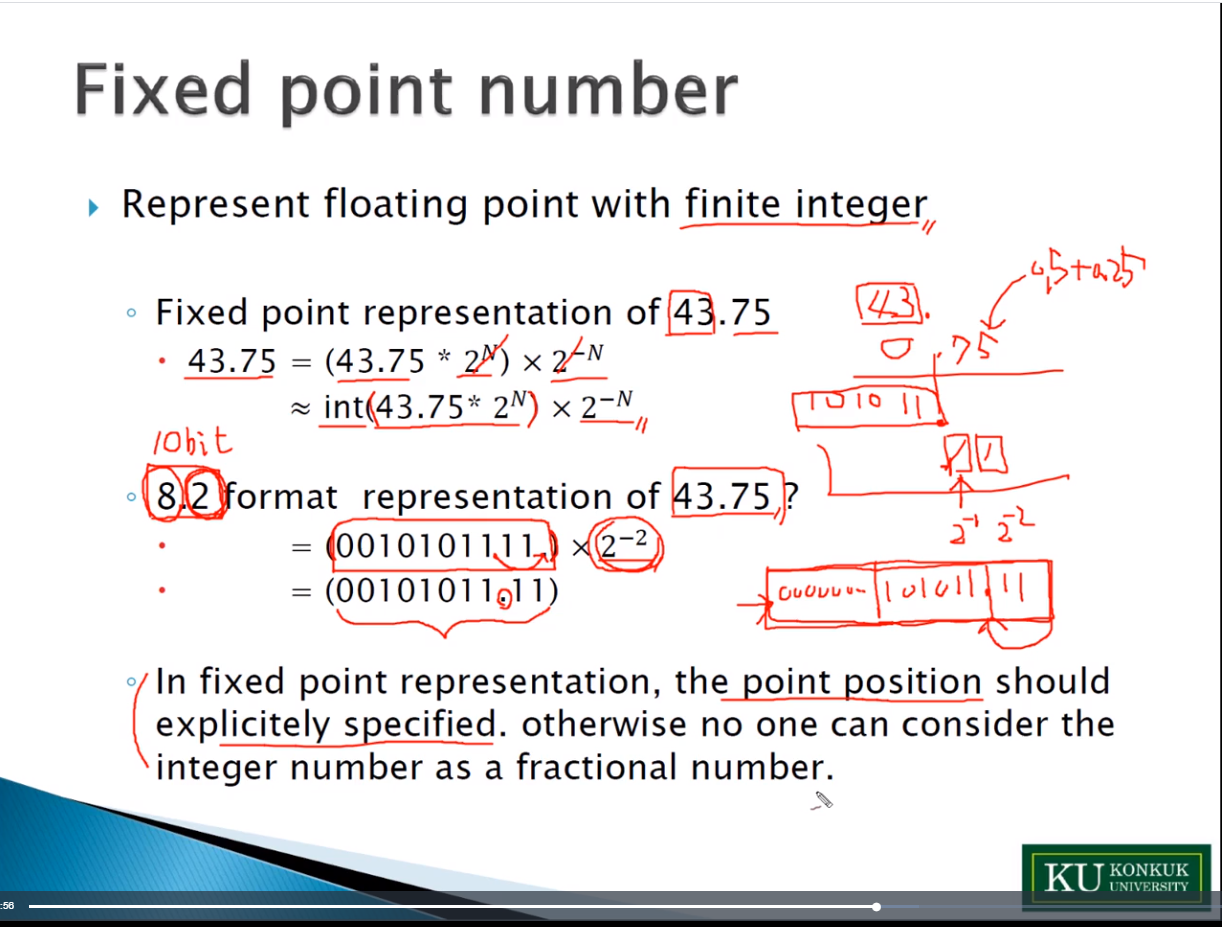 Fixed point number
Represent floating point with finite integer
0.5+0.25
Fixed point representation of 43.75
43.
0.75
43.75 = (43.75 * 2^N) × 2^−N
≈ int(43.75* 2^N) × 2^−N
101011.
10bit
11
8.2 format representation of 43.75 ?
2^-1 2^-2
= (0010101111.) × 2^−2
= (00101011.11)
101011.11
In fixed point representation, the point position should
explicitely specified. otherwise no one can consider the
integer number as a fractional number.
KU KONKUK
UNIVERSITY
:56